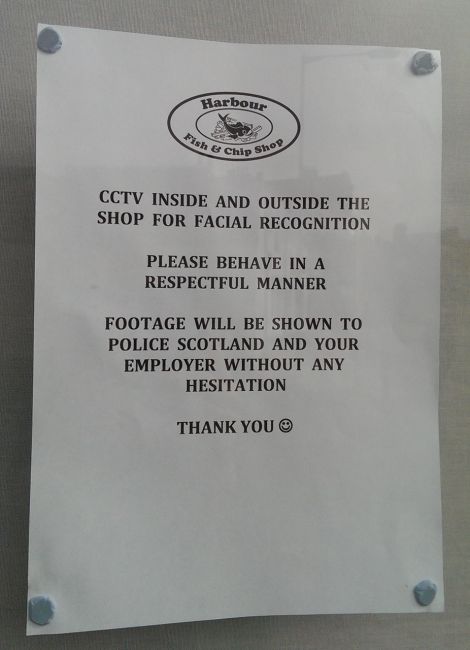 Harbour
Fish & Chip Shop
CCTV INSIDE AND OUTSIDE THE
SHOP FOR FACIAL RECOGNITION
PLEASE BEHAVE IN A
RESPECTFUL MANNER
FOOTAGE WILL BE SHOWN TO
POLICE SCOTLAND AND YOUR
EMPLOYER WITHOUT ANY
HESITATION
THANK YOU ☺